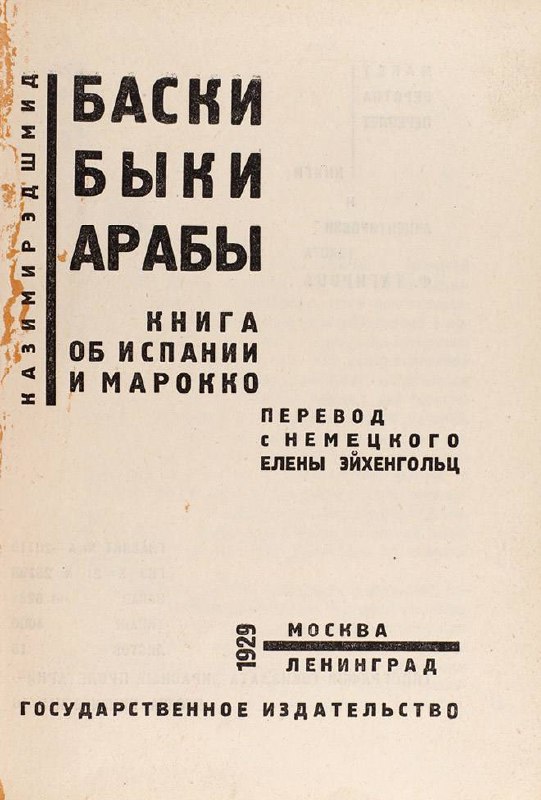 КАЗИМИР ЭДШМИД
БАСКИ
БЫКИ
АРАБЫ
КНИГА
ОБ ИСПАНИИ
И МАРОККО
ПЕРЕВОД
с НЕМЕЦКОГО
ЕЛЕНЫ ЭЙХЕНГОЛЬЦ
1929
МОСКВА
ЛЕНИНГРАД
ГОСУДАРСТВЕННОЕ ИЗДАТЕЛЬСТВО